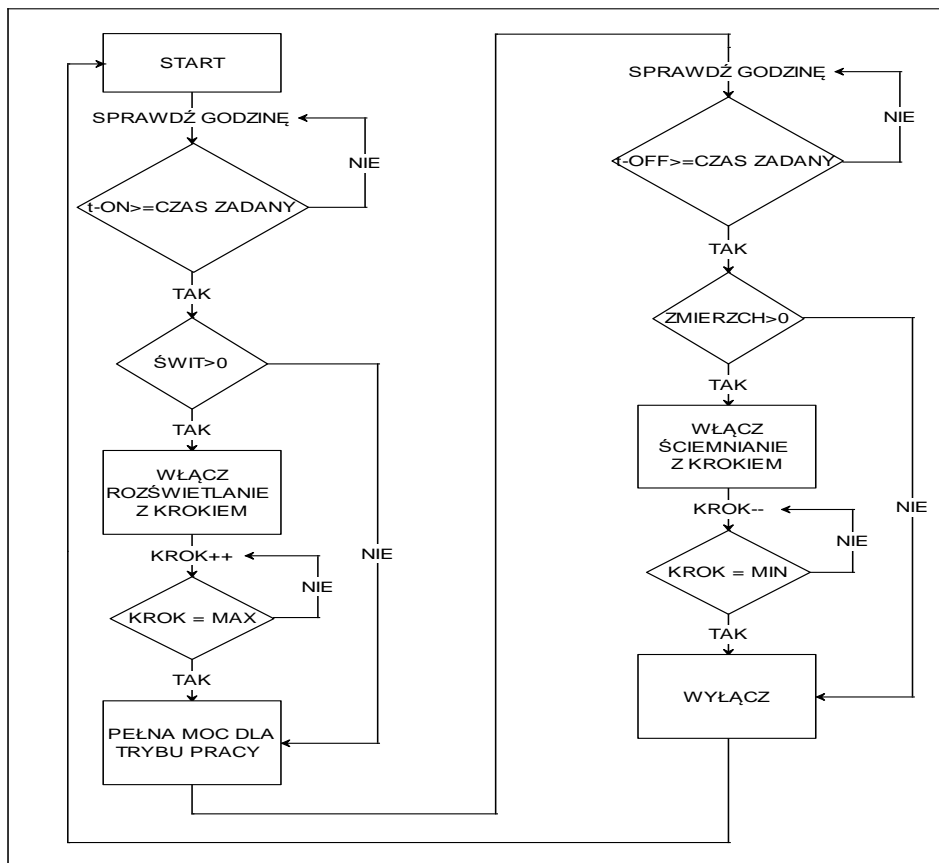 START
SPRAWDŹ GODZINĘ
NIE
t-ON>=CZAS ZADANY
TAK
ŚWIT>0
TAK
WŁĄCZ
ROZŚWIETLANIE
Z KROKIEM
NIE
KROK++
NIE
KROK = MAX
TAK
PEŁNA MOC DLA
TRYBU PRACY
SPRAWDŹ GODZINĘ
NIE
t-OFF>=CZAS ZADANY
TAK
ZMIERZCH>0
TAK
WŁĄCZ
ŚCIEMNIANIE
Z KROKIEM
NIE
KROK--
NIE
KROK = MIN
TAK
WYŁĄCZ